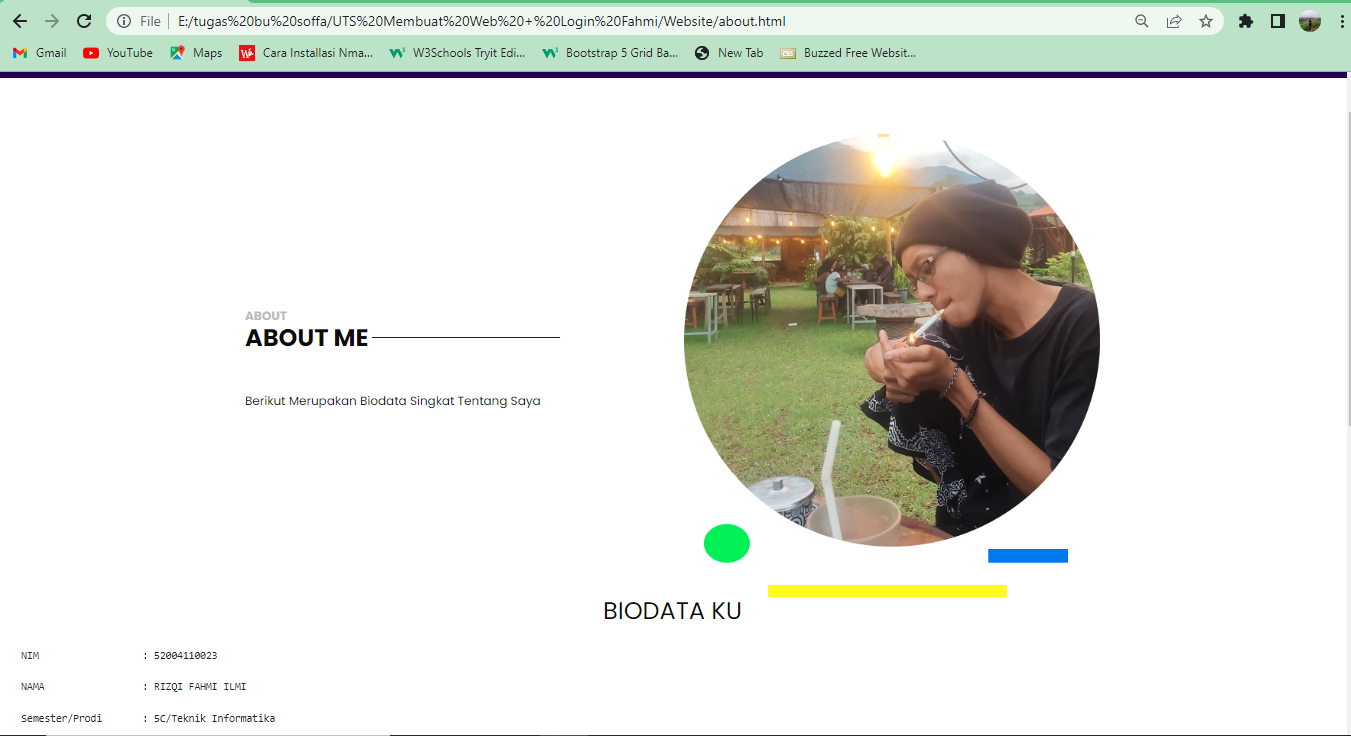 File | E:/tugas%20bu%20soffa/UTS%20Membuat%20Web%20+%20Login%20Fahmi/Website/about.html
Gmail YouTube Maps Cara Installasi Nma... W3Schools Tryit Edi... Bootstrap 5 Grid Ba... New Tab Buzzed Free Websit...
ABOUT
ABOUT ME
Berikut Merupakan Biodata Singkat Tentang Saya
BIODATA KU
NIM : 52004110023
NAMA : RIZQI FAHMI ILMI
Semester/Prodi : 5C/Teknik Informatika